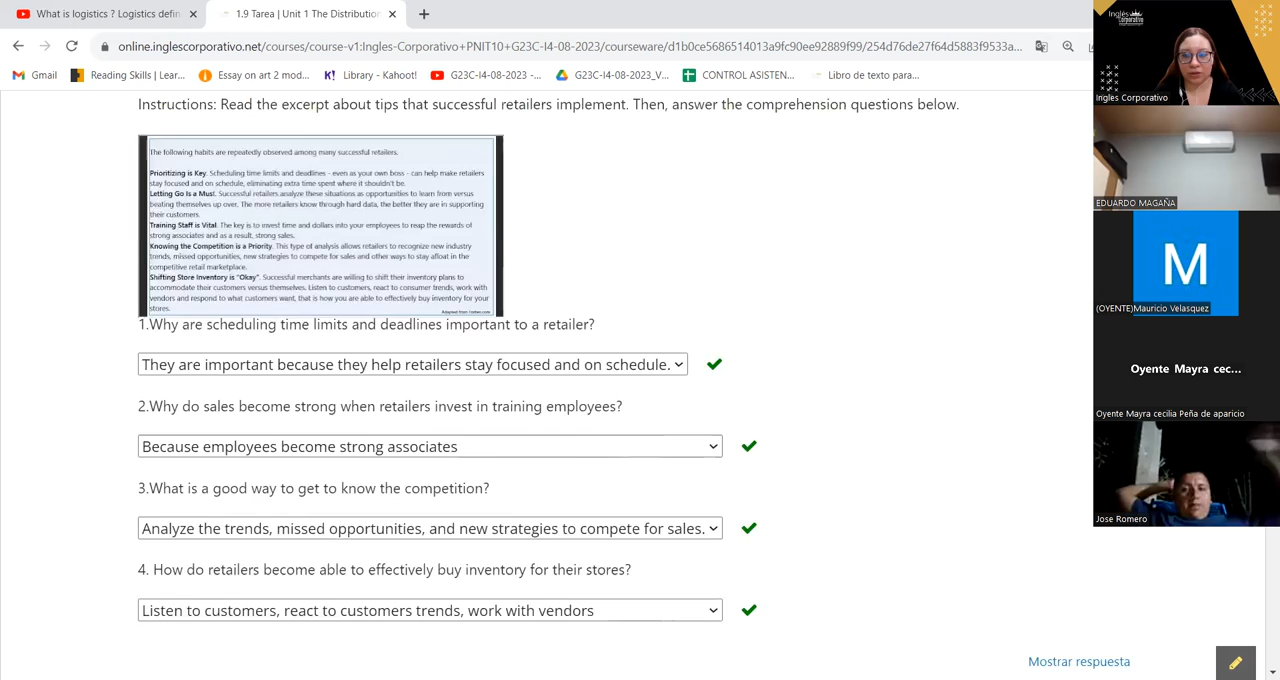 What is logistics ? Logistics defin
1.9 Tarea | Unit 1 The Distribution
online.inglescorporativo.net/courses/course-v1:Ingles-Corporativo+PNIT10+G23C-I4-08-2023/courseware/d1b0ce5686514013a9fc90ee92889f99/254d76de27f64d5883f9533a...
Gmail
Reading Skills | Lear...
Essay on art 2 mod...
Library - Kahoot!
G23C-I4-08-2023 -...
G23C-I4-08-2023_V...
CONTROL ASISTEN...
Libro de texto para...
Instructions: Read the excerpt about tips that successful retailers implement. Then, answer the comprehension questions below.
The following habits are repeatedly observed among many successful retailers.
Prioritizing is Key. Scheduling time limits and deadlines - even as your own boss - can help make retailers
stay focused and on schedule, eliminating extra time spent where it shouldn't be.
Letting Go Is a Must. Successful retailers analyze these situations as opportunities to learn from versus
beating themselves up over. The more retailers know through hard data, the better they are in supporting
their customers.
Training Staff is Vital. The key is to invest time and dollars into your employees to reap the rewards of
strong associates and as a result, strong sales.
Knowing the Competition is a Priority. This type of analysis allows retailers to recognize new industry
trends, missed opportunities, new strategies to compete for sales and other ways to stay afloat in the
competitive retail marketplace.
Shifting Store Inventory is "Okay". Successful merchants are willing to shift their inventory plans to
accommodate their customers versus themselves. Listen to customers, react to consumer trends, work with
vendors and respond to what customers want, that is how you are able to effectively buy inventory for your
stores.
Adapted from Forbes.com
1.Why are scheduling time limits and deadlines important to a retailer?
They are important because they help retailers stay focused and on schedule.
2.Why do sales become strong when retailers invest in training employees?
Because employees become strong associates
3.What is a good way to get to know the competition?
Analyze the trends, missed opportunities, and new strategies to compete for sales.
4. How do retailers become able to effectively buy inventory for their stores?
Listen to customers, react to customers trends, work with vendors
Mostrar respuesta
Inglés
Corporativo
Ingles Corporativo
EDUARDO MAGAÑA
M
(OYENTE)Mauricio Velasquez
Oyente Mayra cec...
Oyente Mayra cecilia Peña de aparicio
Jose Romero